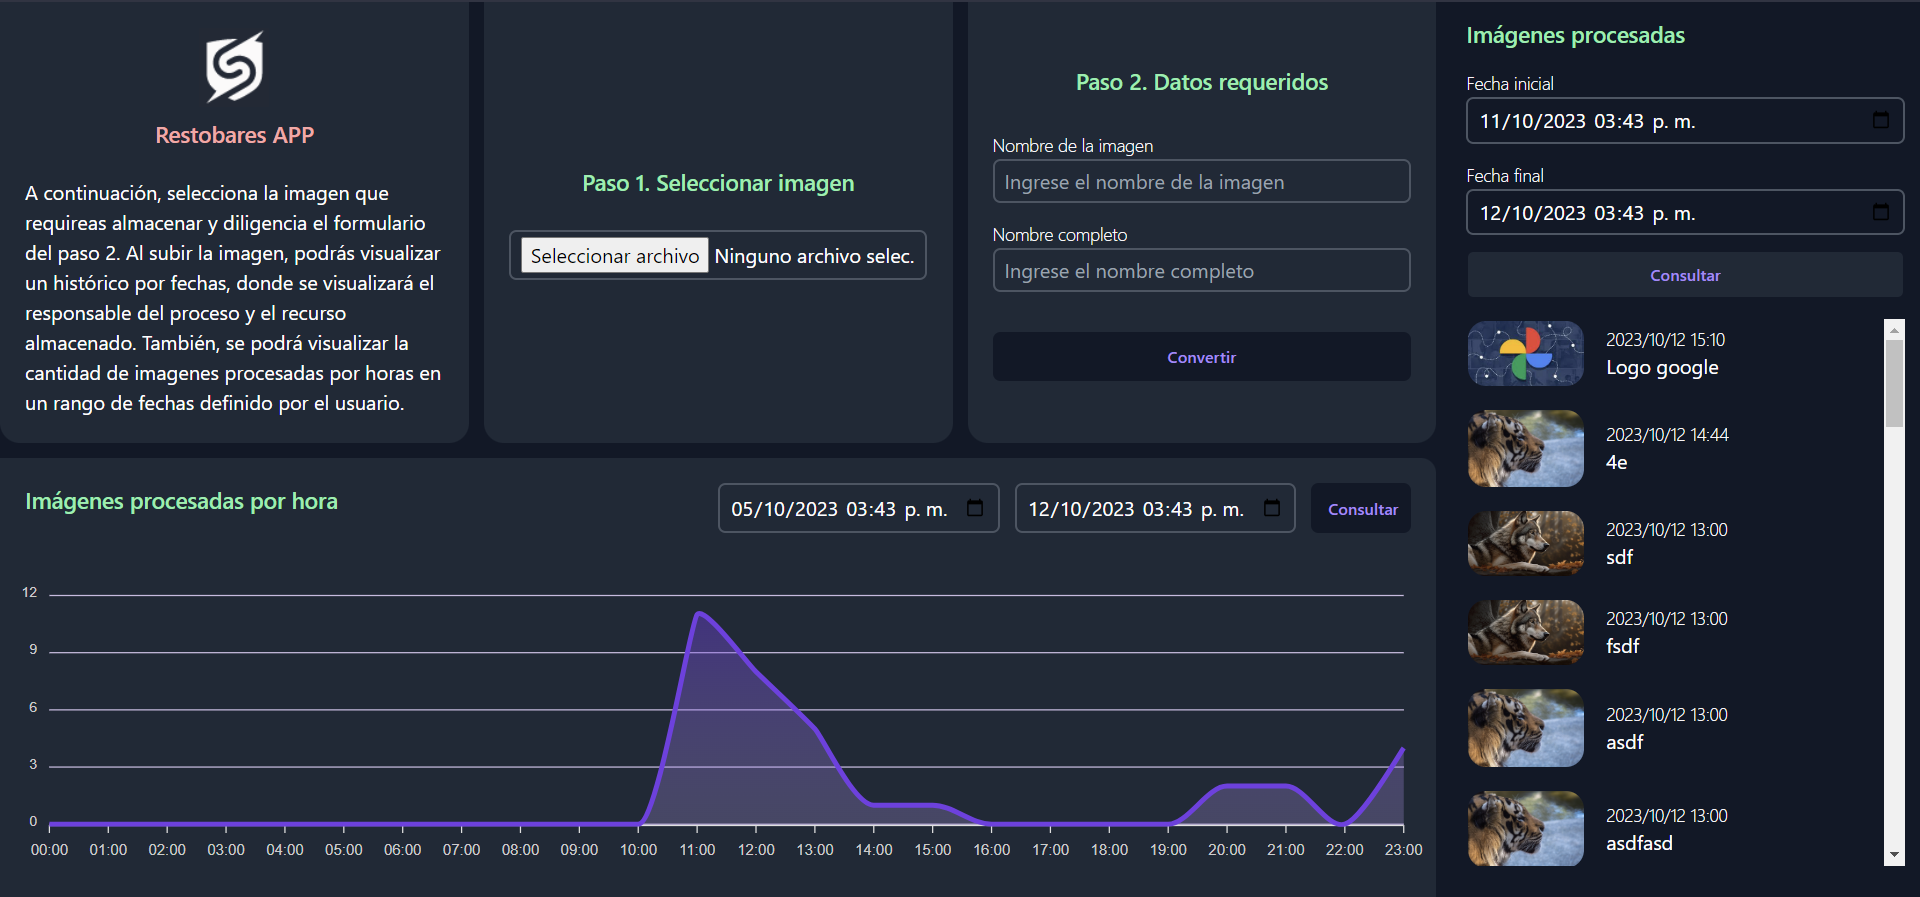 Restobares APP
A continuación, selecciona la imagen que
requireas almacenar y diligencia el formulario
del paso 2. Al subir la imagen, podrás visualizar
un histórico por fechas, donde se visualizará el
responsable del proceso y el recurso
almacenado. También, se podrá visualizar la
cantidad de imagenes procesadas por horas en
un rango de fechas definido por el usuario.
Paso 1. Seleccionar imagen
Seleccionar archivo Ninguno archivo selec.
Paso 2. Datos requeridos
Nombre de la imagen
Ingrese el nombre de la imagen
Nombre completo
Ingrese el nombre completo
Convertir
Imágenes procesadas por hora
05/10/2023 03:43 p. m.
12/10/2023 03:43 p. m.
Consultar
12
9
6
3
0
00:00 01:00 02:00 03:00 04:00 05:00 06:00 07:00 08:00 09:00 10:00 11:00 12:00 13:00 14:00 15:00 16:00 17:00 18:00 19:00 20:00 21:00 22:00 23:00
Imágenes procesadas
Fecha inicial
11/10/2023 03:43 p. m.
Fecha final
12/10/2023 03:43 p. m.
Consultar
2023/10/12 15:10
Logo google
2023/10/12 14:44
4e
2023/10/12 13:00
sdf
2023/10/12 13:00
fsdf
2023/10/12 13:00
asdf
2023/10/12 13:00
asdfasd